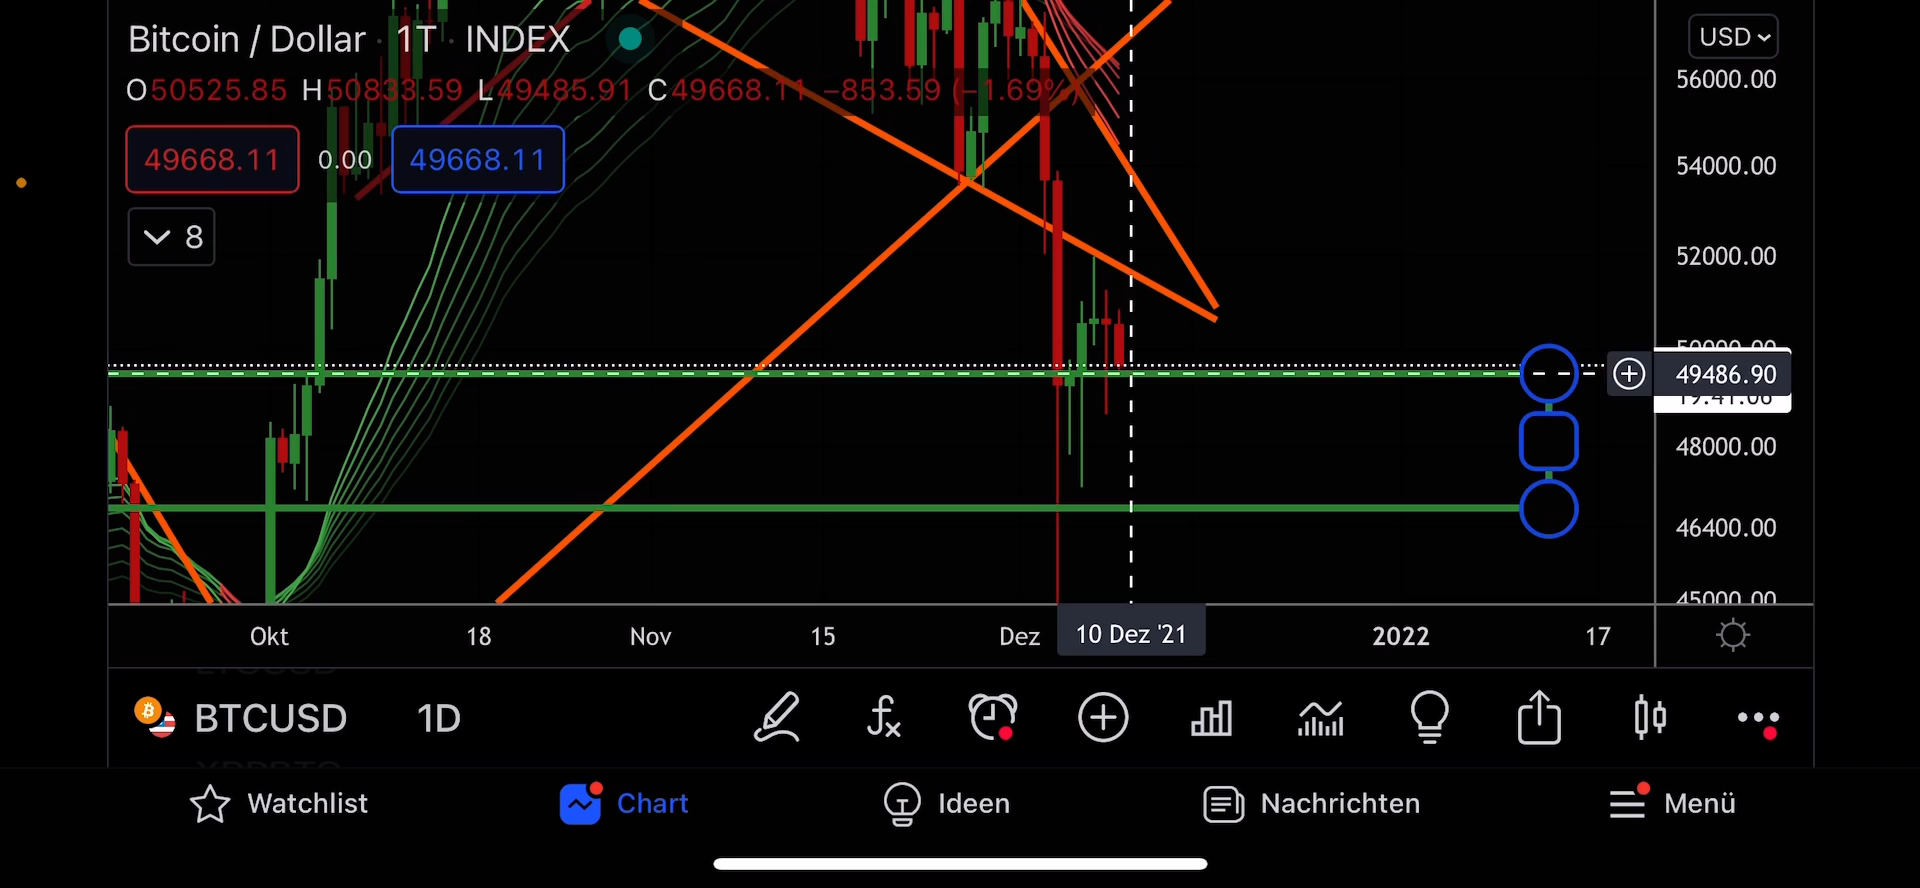 Bitcoin / Dollar · 1T · INDEX
O50525.85 H50833.59 L49485.91 C49668.11 −853.59 (−1.69%)
49668.11 0.00 49668.11
8
USD
56000.00
54000.00
52000.00
50000.00
49486.90
19:41:06
48000.00
46400.00
45000.00
Okt 18 Nov 15 Dez 10 Dez '21 2022 17
BTCUSD 1D
Watchlist Chart Ideen Nachrichten Menü